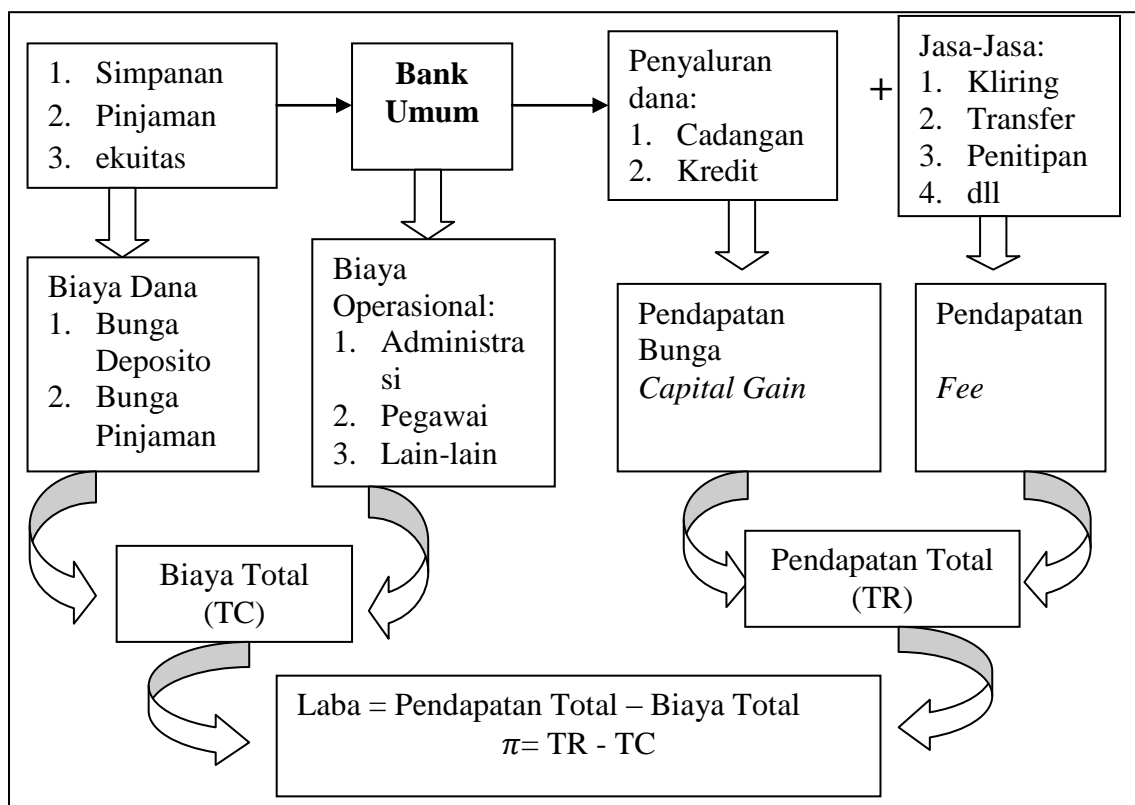 1. Simpanan
2. Pinjaman
3. ekuitas
Bank
Umum
Penyaluran
dana:
1. Cadangan
2. Kredit
+
Jasa-Jasa:
1. Kliring
2. Transfer
3. Penitipan
4. dll
Biaya Dana
1. Bunga
Deposito
2. Bunga
Pinjaman
Biaya
Operasional:
1. Administra
si
2. Pegawai
3. Lain-lain
Pendapatan
Bunga
Capital Gain
Pendapatan
Fee
Biaya Total
(TC)
Pendapatan Total
(TR)
Laba = Pendapatan Total – Biaya Total
π= TR - TC